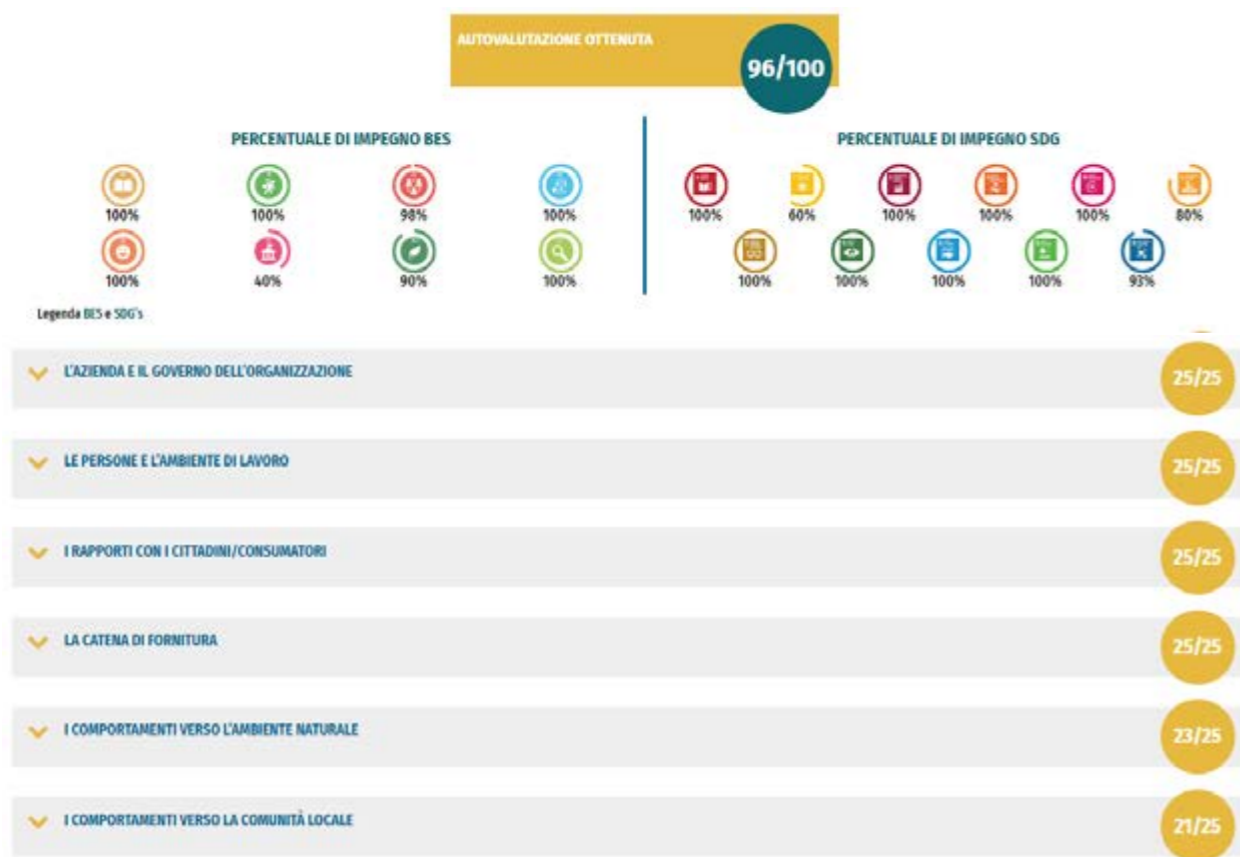 AUTOVALUTAZIONE OTTENUTA
96/100
PERCENTUALE DI IMPEGNO BES
100% 100% 98% 100%
100% 40% 90% 100%
PERCENTUALE DI IMPEGNO SDG
100% 60% 100% 100% 100% 80%
100% 100% 100% 100% 93%
Legenda BES e SDG's
L'AZIENDA E IL GOVERNO DELL'ORGANIZZAZIONE 25/25
LE PERSONE E L'AMBIENTE DI LAVORO 25/25
I RAPPORTI CON I CITTADINI/CONSUMATORI 25/25
LA CATENA DI FORNITURA 25/25
I COMPORTAMENTI VERSO L'AMBIENTE NATURALE 23/25
I COMPORTAMENTI VERSO LA COMUNITÀ LOCALE 21/25